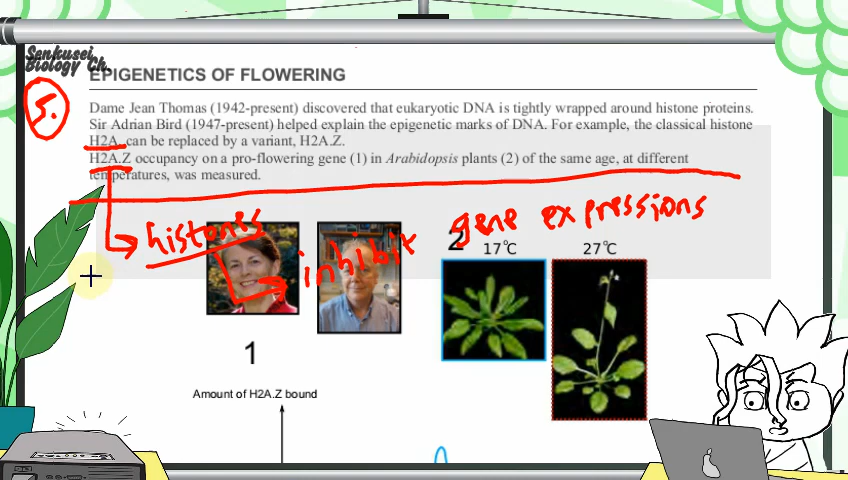 Senkusei
Biology Ch.
EPIGENETICS OF FLOWERING
5.
Dame Jean Thomas (1942-present) discovered that eukaryotic DNA is tightly wrapped around histone proteins.
Sir Adrian Bird (1947-present) helped explain the epigenetic marks of DNA. For example, the classical histone
H2A, can be replaced by a variant, H2A.Z.
H2A.Z occupancy on a pro-flowering gene (1) in Arabidopsis plants (2) of the same age, at different
temperatures, was measured.
histones
inhibit
gene expressions
2
17°C
27°C
1
Amount of H2A.Z bound